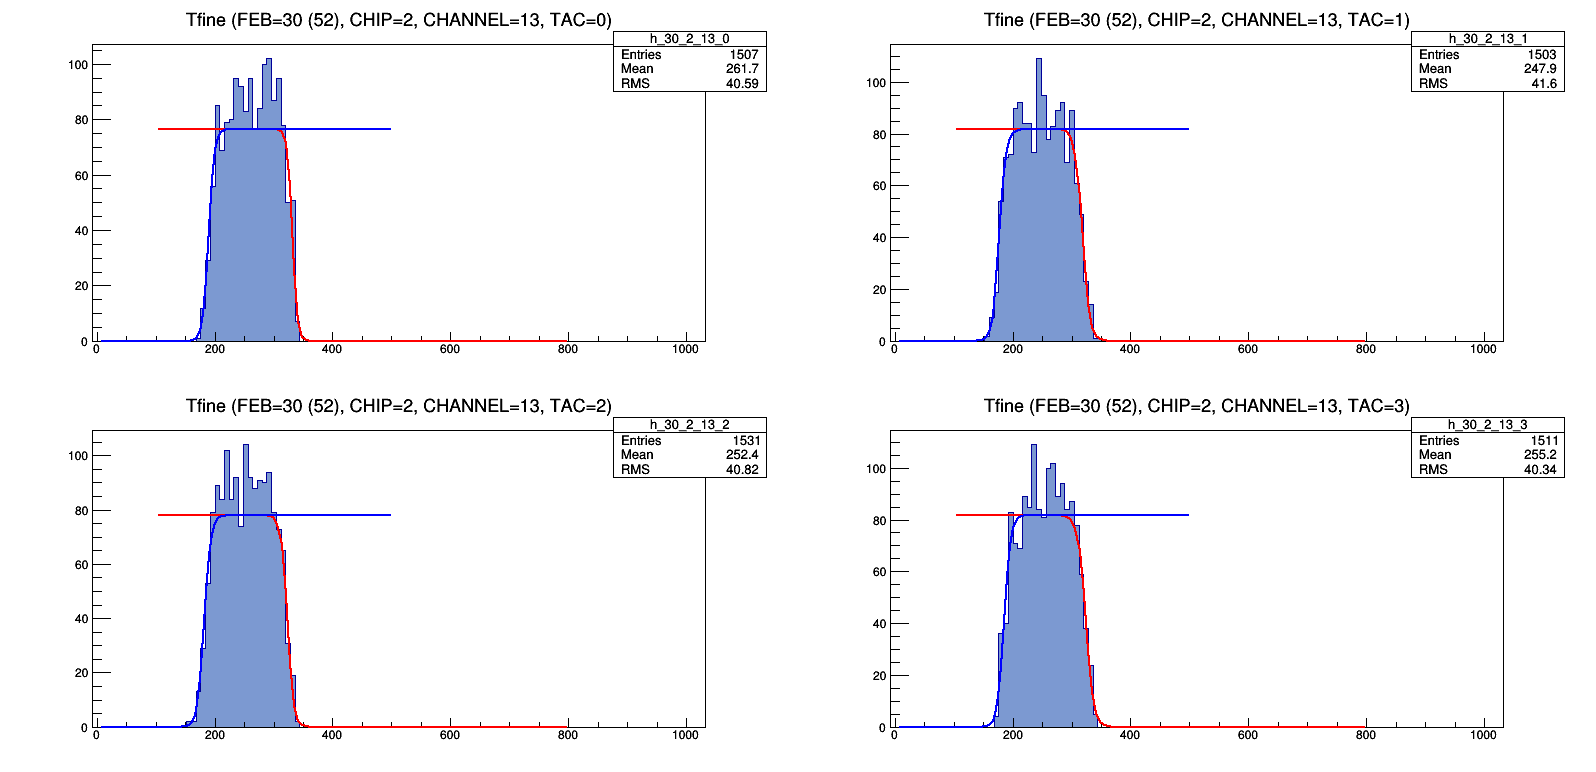 Tfine (FEB=30 (52), CHIP=2, CHANNEL=13, TAC=0)
h_30_2_13_0
Entries 1507
Mean 261.7
RMS 40.59
100
80
60
40
20
0
0 200 400 600 800 1000
Tfine (FEB=30 (52), CHIP=2, CHANNEL=13, TAC=1)
h_30_2_13_1
Entries 1503
Mean 247.9
RMS 41.6
100
80
60
40
20
0
0 200 400 600 800 1000
Tfine (FEB=30 (52), CHIP=2, CHANNEL=13, TAC=2)
h_30_2_13_2
Entries 1531
Mean 252.4
RMS 40.82
100
80
60
40
20
0
0 200 400 600 800 1000
Tfine (FEB=30 (52), CHIP=2, CHANNEL=13, TAC=3)
h_30_2_13_3
Entries 1511
Mean 255.2
RMS 40.34
100
80
60
40
20
0
0 200 400 600 800 1000